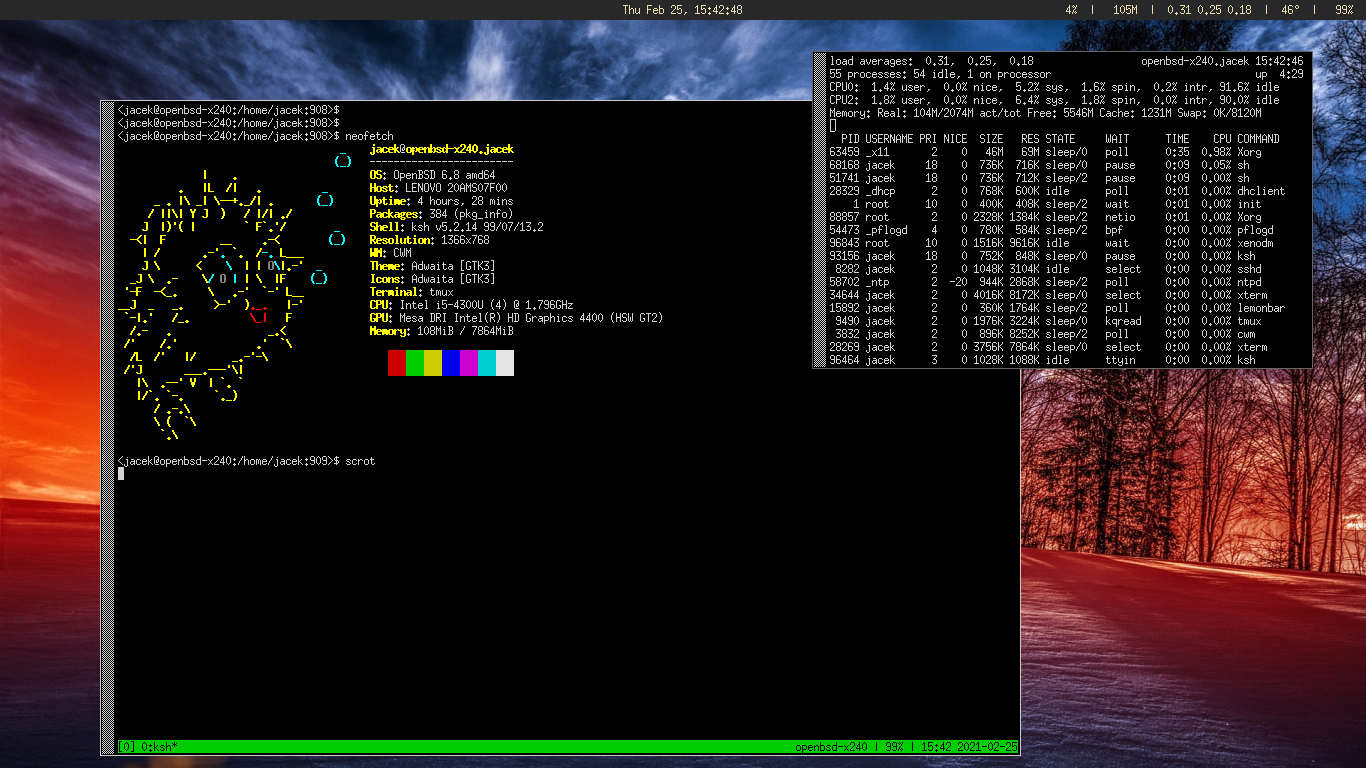 Thu Feb 25, 15:42:48
4% | 105M | 0.31 0.25 0.18 | 46° | 99%
load averages: 0.31, 0.25, 0.18 openbsd-x240.jacek 15:42:46
55 processes: 54 idle, 1 on processor up 4:29
CPU0: 1.4% user, 0.0% nice, 5.2% sys, 1.6% spin, 0.2% intr, 91.6% idle
CPU2: 1.8% user, 0.0% nice, 6.4% sys, 1.8% spin, 0.0% intr, 90.0% idle
Memory: Real: 104M/2074M act/tot Free: 5546M Cache: 1231M Swap: 0K/8120M
PID USERNAME PRI NICE SIZE RES STATE WAIT TIME CPU COMMAND
63459 _x11 2 0 46M 69M sleep/0 poll 0:35 0.98% Xorg
68168 jacek 18 0 736K 716K sleep/0 pause 0:09 0.05% sh
51741 jacek 18 0 736K 712K sleep/2 pause 0:09 0.00% sh
28329 _dhcp 2 0 768K 600K idle poll 0:01 0.00% dhclient
1 root 10 0 400K 408K sleep/2 wait 0:01 0.00% init
88857 root 2 0 2328K 1384K sleep/2 netio 0:01 0.00% Xorg
54473 _pflogd 4 0 780K 584K sleep/2 bpf 0:00 0.00% pflogd
96843 root 10 0 1516K 9616K idle wait 0:00 0.00% xenodm
93156 jacek 18 0 752K 848K sleep/0 pause 0:00 0.00% ksh
8282 jacek 2 0 1048K 3104K idle select 0:00 0.00% sshd
58702 _ntp 2 -20 944K 2868K sleep/2 poll 0:00 0.00% ntpd
34644 jacek 2 0 4016K 8172K sleep/0 select 0:00 0.00% xterm
15892 jacek 2 0 360K 1764K sleep/2 poll 0:00 0.00% lemonbar
9490 jacek 2 0 1976K 3224K sleep/0 kqread 0:00 0.00% tmux
3832 jacek 2 0 896K 8252K sleep/2 poll 0:00 0.00% cwm
28269 jacek 2 0 3756K 7864K sleep/0 select 0:00 0.00% xterm
96464 jacek 3 0 1028K 1088K idle ttyin 0:00 0.00% ksh
<jacek@openbsd-x240:/home/jacek:908>$
<jacek@openbsd-x240:/home/jacek:908>$
<jacek@openbsd-x240:/home/jacek:908>$ neofetch
jacek@openbsd-x240.jacek
------------------------
OS: OpenBSD 6.8 amd64
Host: LENOVO 20AMS07F00
Uptime: 4 hours, 28 mins
Packages: 384 (pkg_info)
Shell: ksh v5.2.14 99/07/13.2
Resolution: 1366x768
WM: CWM
Theme: Adwaita [GTK3]
Icons: Adwaita [GTK3]
Terminal: tmux
CPU: Intel i5-4300U (4) @ 1.796GHz
GPU: Mesa DRI Intel(R) HD Graphics 4400 (HSW GT2)
Memory: 108MiB / 7864MiB
<jacek@openbsd-x240:/home/jacek:909>$ scrot
[0] 0:ksh* openbsd-x240 | 99% | 15:42 2021-02-25